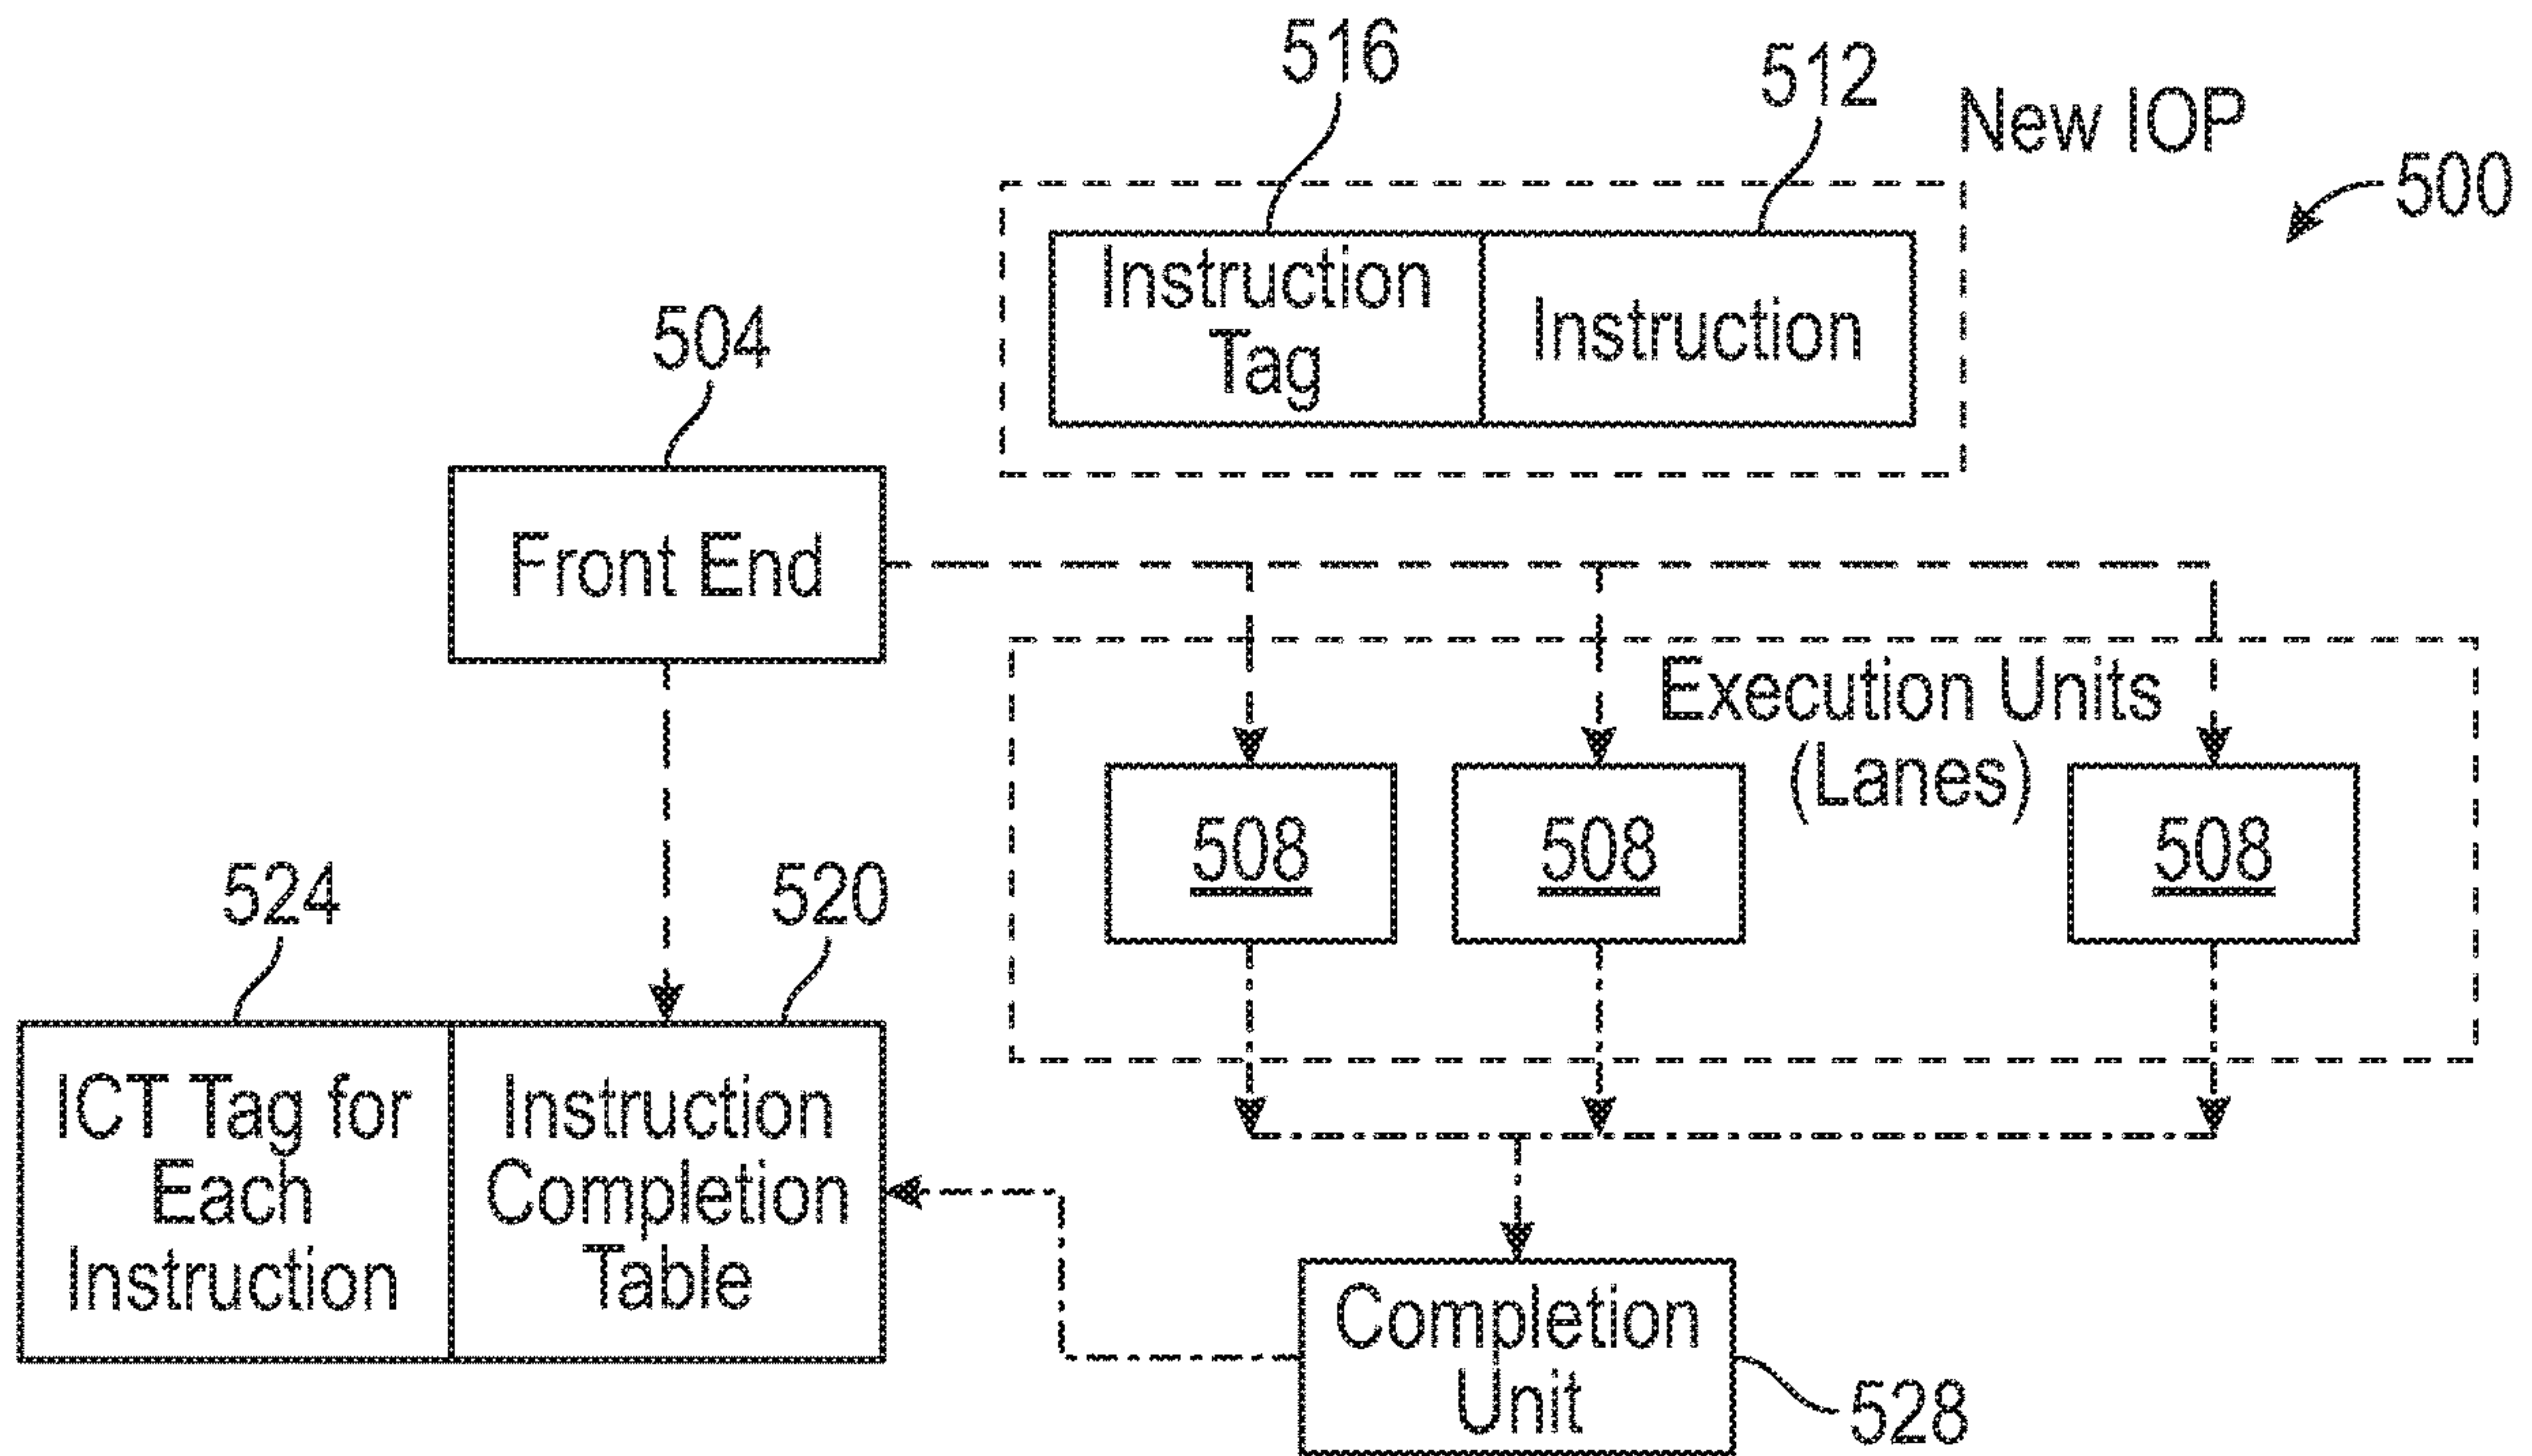 516
512
New IOP
500
Instruction
Tag
Instruction
504
Front End
Execution Units
(Lanes)
508
508
508
524
520
ICT Tag for
Each
Instruction
Instruction
Completion
Table
Completion
Unit
528